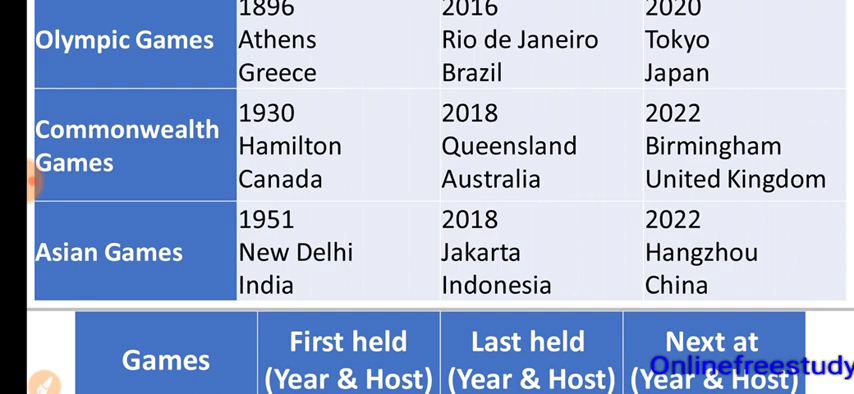 1896 2016 2020
Olympic Games Athens Rio de Janeiro Tokyo
Greece Brazil Japan
1930 2018 2022
Commonwealth Games Hamilton Queensland Birmingham
Canada Australia United Kingdom
1951 2018 2022
Asian Games New Delhi Jakarta Hangzhou
India Indonesia China
Games First held Last held Next at
(Year & Host) (Year & Host) (Year & Host)
Onlinefreestudy